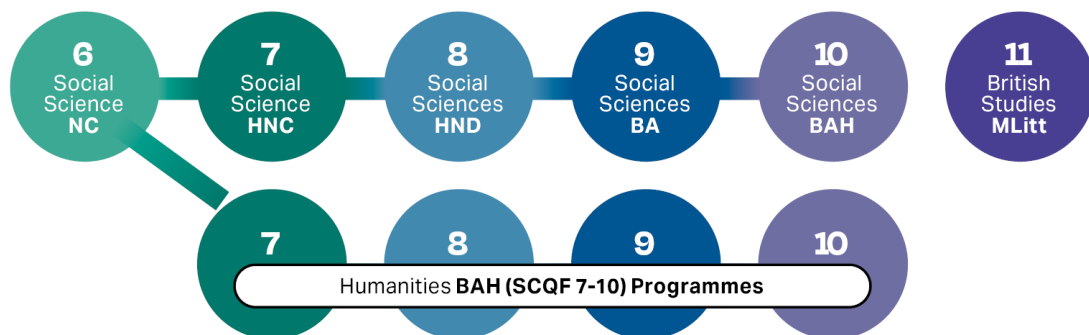 6
Social
Science
NC
7
Social
Science
HNC
8
Social
Sciences
HND
9
Social
Sciences
BA
10
Social
Sciences
BAH
11
British
Studies
MLitt
7
8
9
10
Humanities BAH (SCQF 7-10) Programmes